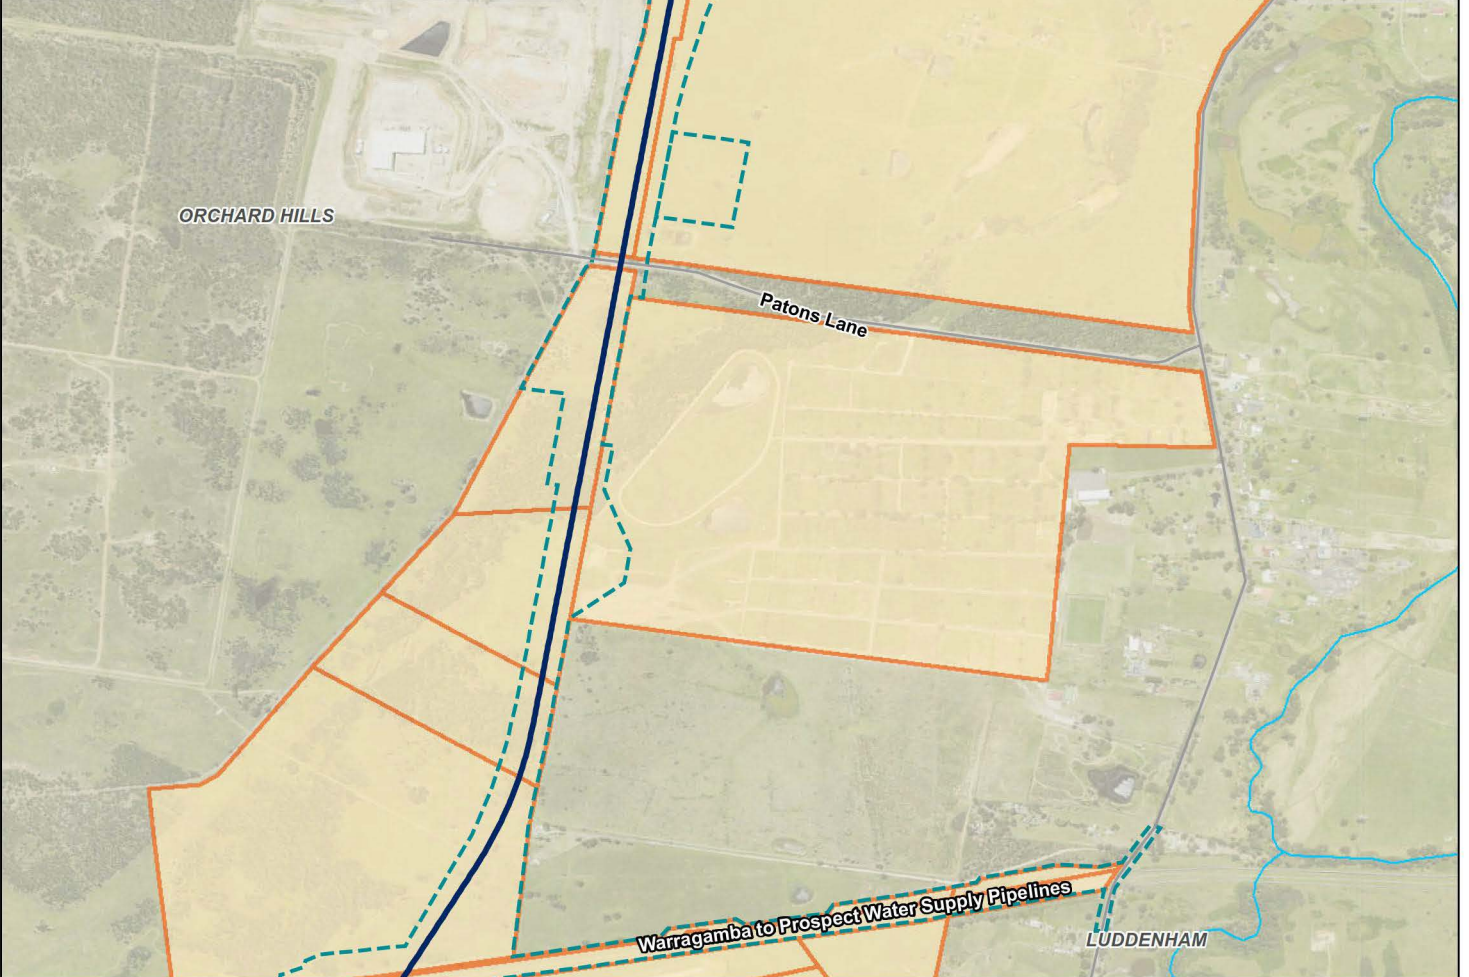 ORCHARD HILLS
Patons Lane
Warragamba to Prospect Water Supply Pipelines
LUDDENHAM